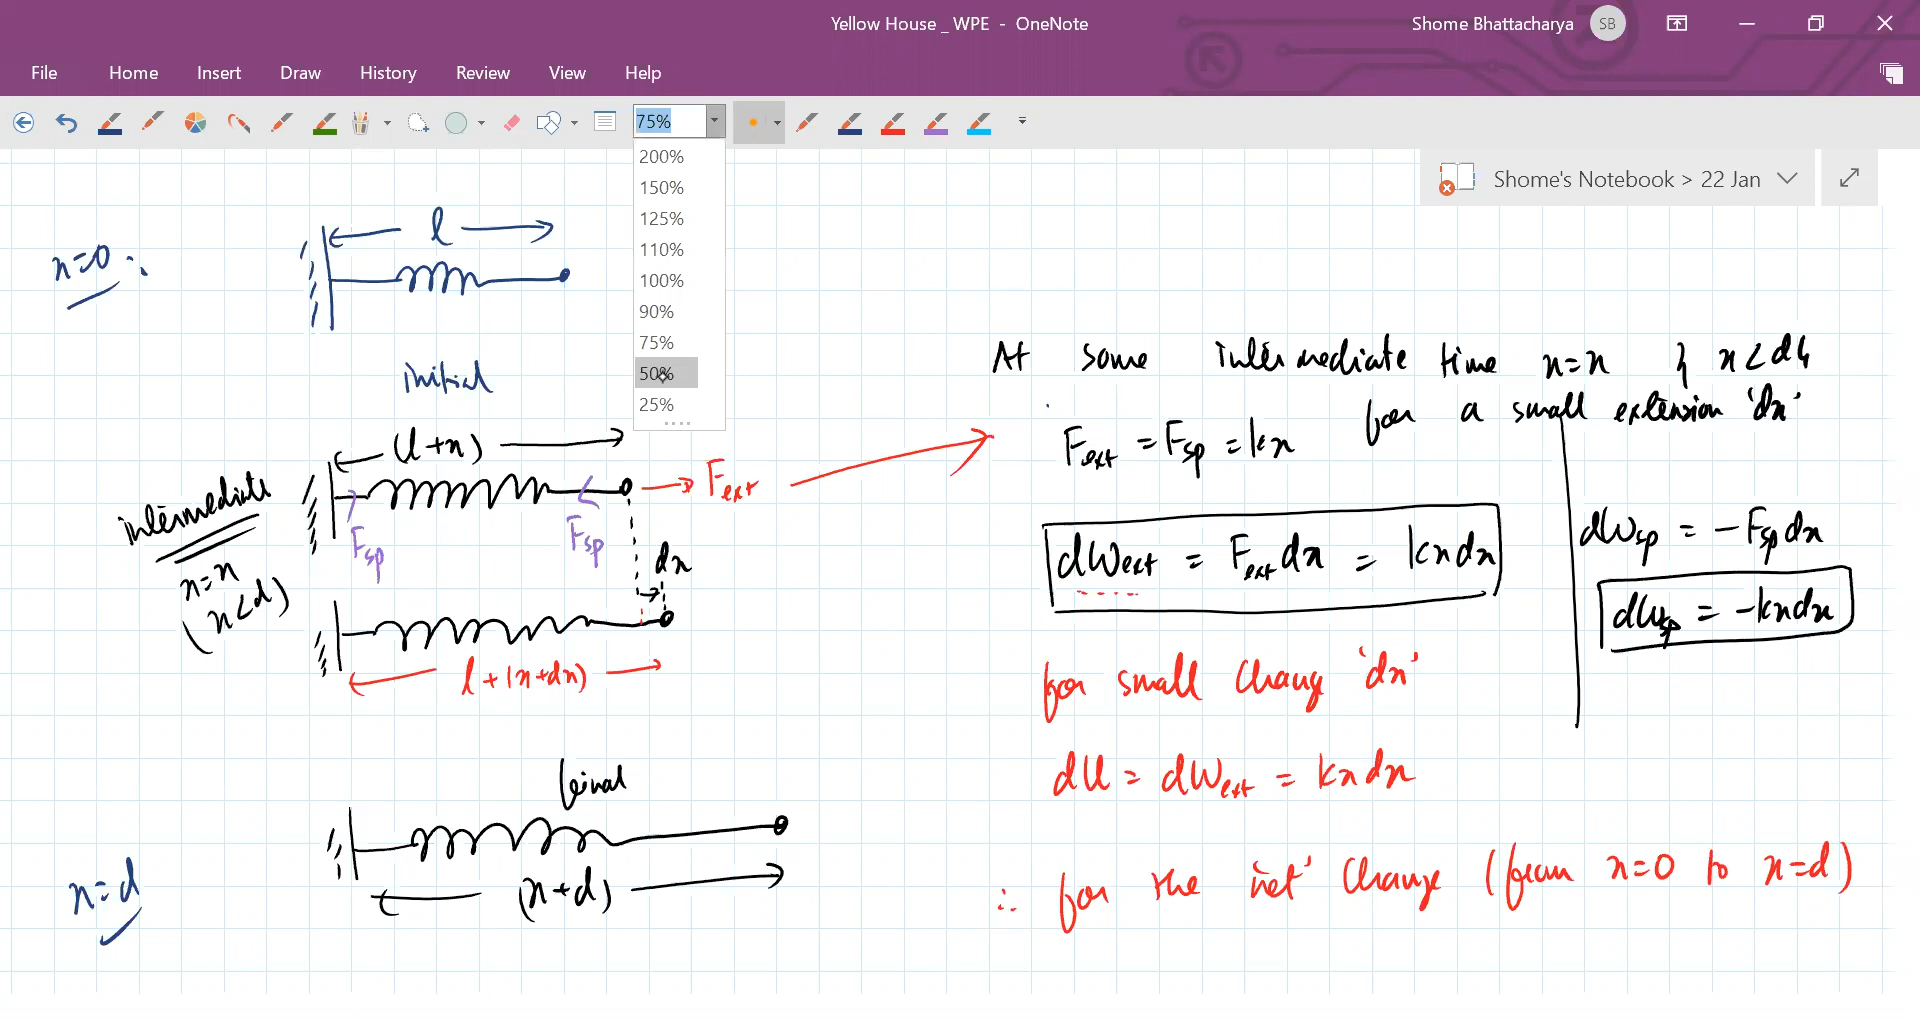 Yellow House _ WPE - OneNote
Shome Bhattacharya SB
File Home Insert Draw History Review View Help
75%
200%
150%
125%
110%
100%
90%
75%
50%
25%
Shome's Notebook > 22 Jan
x=0 :
l
initial
(l+x)
intermediate
x=x
(x<d)
Fsp
Fsp
Fext
dx
l+(x+dx)
final
x=d
(x+d)
At some intermediate time x=x } x<d}
for a small extension 'dx'
Fext = Fsp = kx
dWext = Fext dx = kxdx
dWsp = -Fsp dx
dWsp = -kxdx
for small change 'dx'
dU = dWext = kxdx
∴ for the 'net' change (from x=0 to x=d)